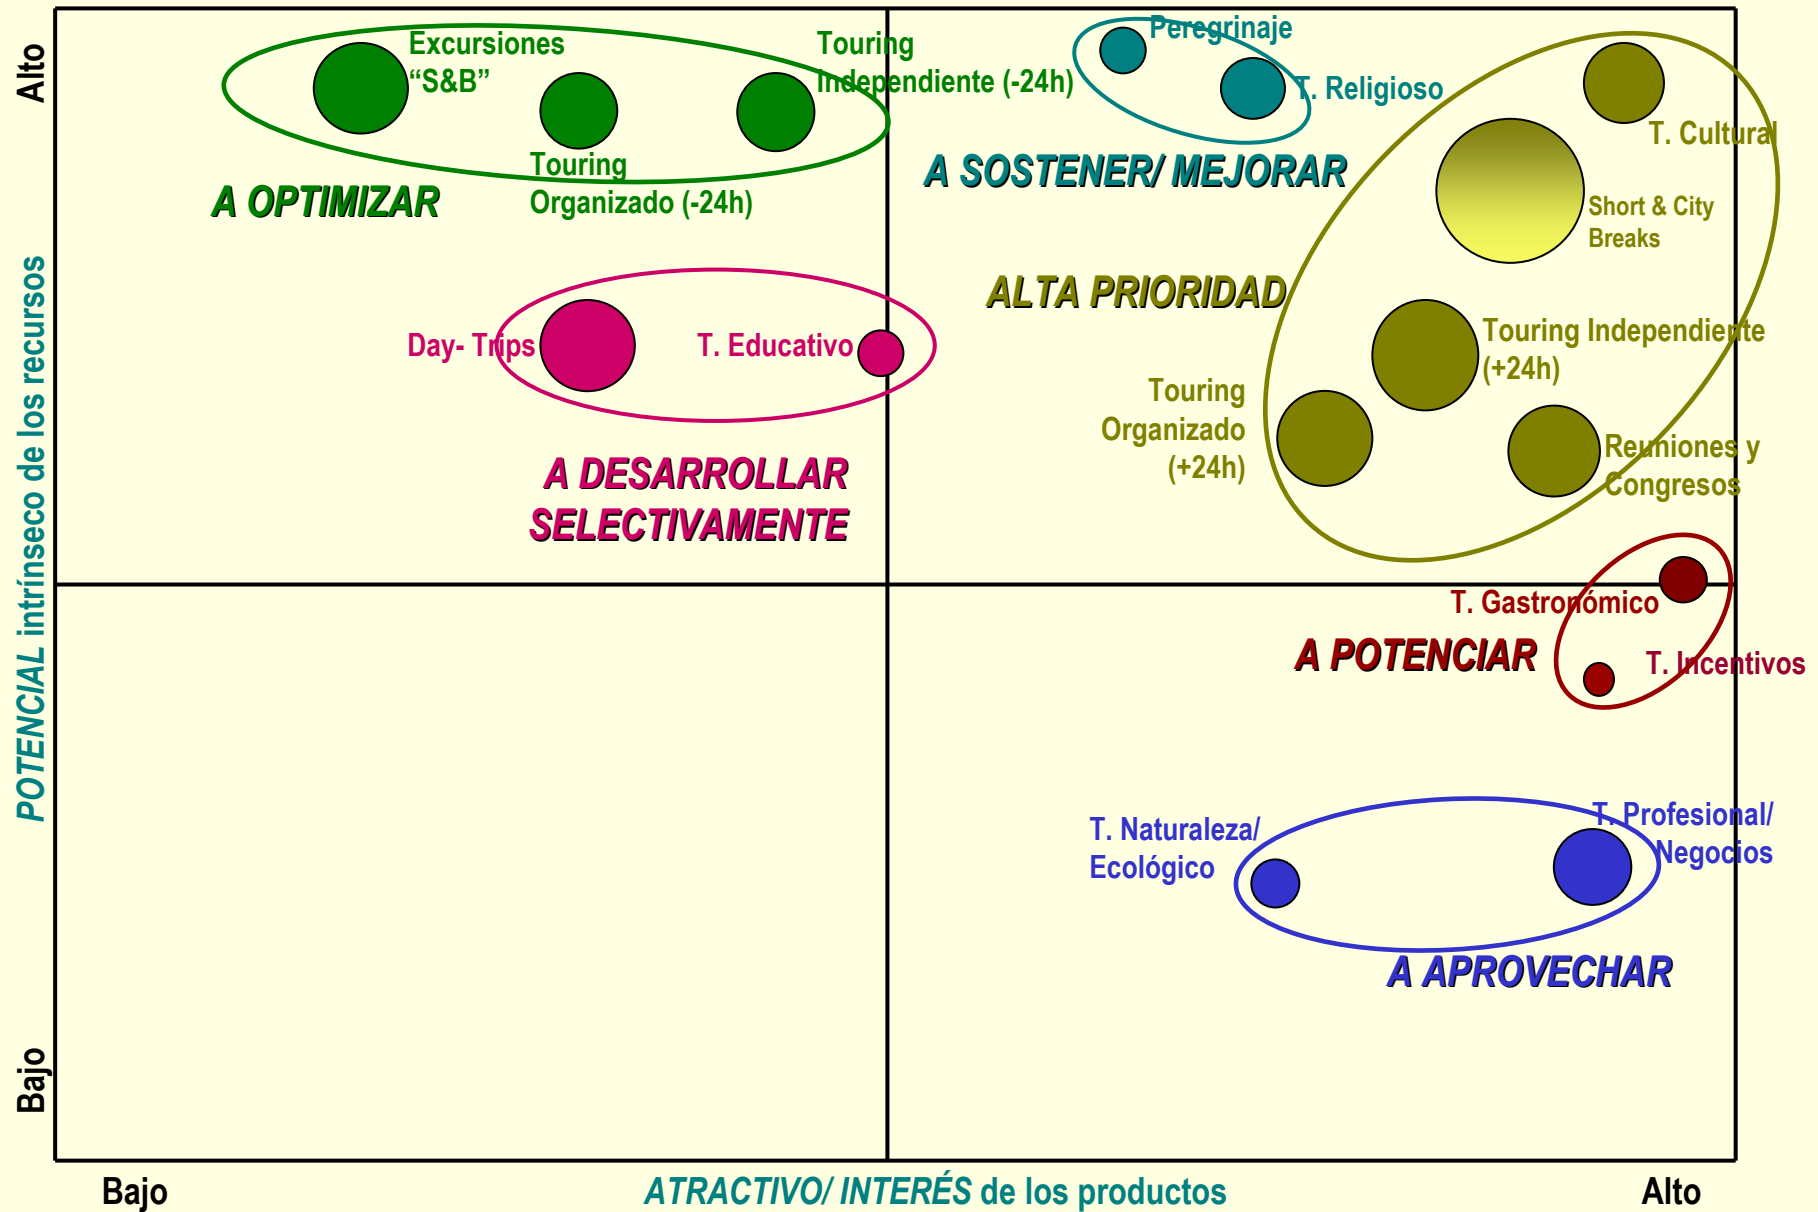 Alto
POTENCIAL intrínseco de los recursos
Bajo
Excursiones
“S&B”
Touring
Independiente (-24h)
Touring
Organizado (-24h)
A OPTIMIZAR
Peregrinaje
T. Religioso
A SOSTENER/ MEJORAR
T. Cultural
Short & City
Breaks
ALTA PRIORIDAD
Touring Independiente
(+24h)
Touring
Organizado
(+24h)
Reuniones y
Congresos
Day- Trips
T. Educativo
A DESARROLLAR
SELECTIVAMENTE
T. Gastronómico
A POTENCIAR
T. Incentivos
T. Naturaleza/
Ecológico
T. Profesional/
Negocios
A APROVECHAR
Bajo
ATRACTIVO/ INTERÉS de los productos
Alto